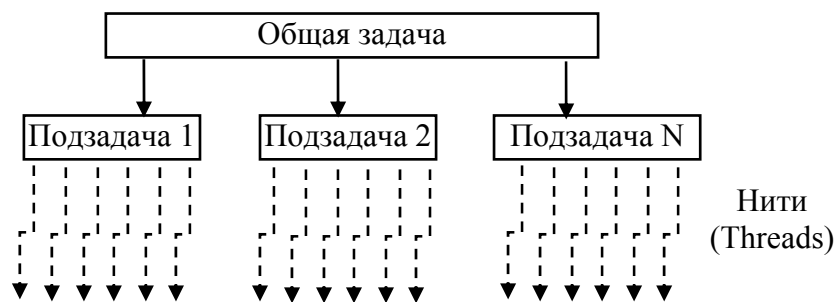 Общая задача
Подзадача 1
Подзадача 2
Подзадача N
Нити
(Threads)